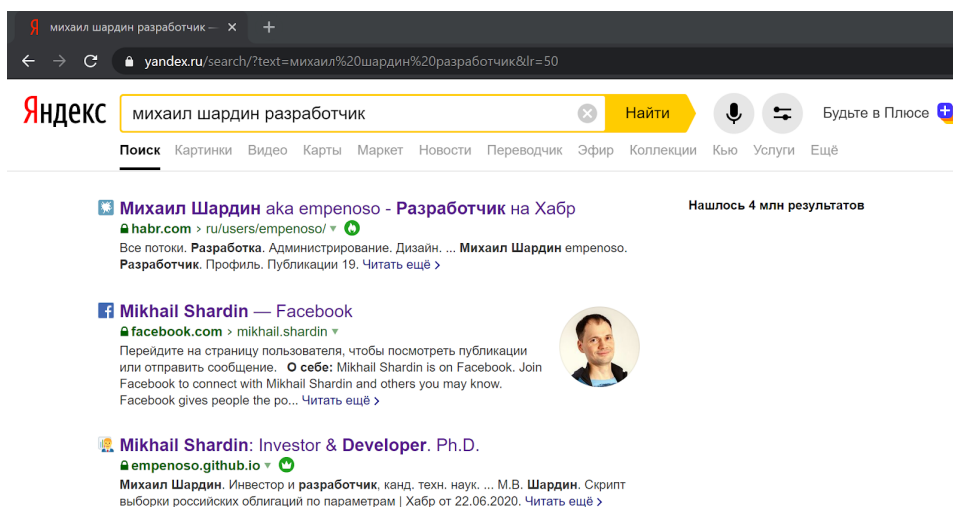 Я михаил шардин разработчик —
yandex.ru/search/?text=михаил%20шардин%20разработчик&lr=50
Яндекс михаил шардин разработчик Найти Будьте в Плюсе
Поиск Картинки Видео Карты Маркет Новости Переводчик Эфир Коллекции Кью Услуги Ещё
Михаил Шардин aka empenoso - Разработчик на Хабр
Нашлось 4 млн результатов
habr.com › ru/users/empenoso/
Все потоки. Разработка. Администрирование. Дизайн. ... Михаил Шардин empenoso.
Разработчик. Профиль. Публикации 19. Читать ещё >
Mikhail Shardin — Facebook
facebook.com › mikhail.shardin
Перейдите на страницу пользователя, чтобы посмотреть публикации
или отправить сообщение. О себе: Mikhail Shardin is on Facebook. Join
Facebook to connect with Mikhail Shardin and others you may know.
Facebook gives people the po... Читать ещё >
Mikhail Shardin: Investor & Developer. Ph.D.
empenoso.github.io
Михаил Шардин. Инвестор и разработчик, канд. техн. наук. ... М.В. Шардин. Скрипт
выборки российских облигаций по параметрам | Хабр от 22.06.2020. Читать ещё >